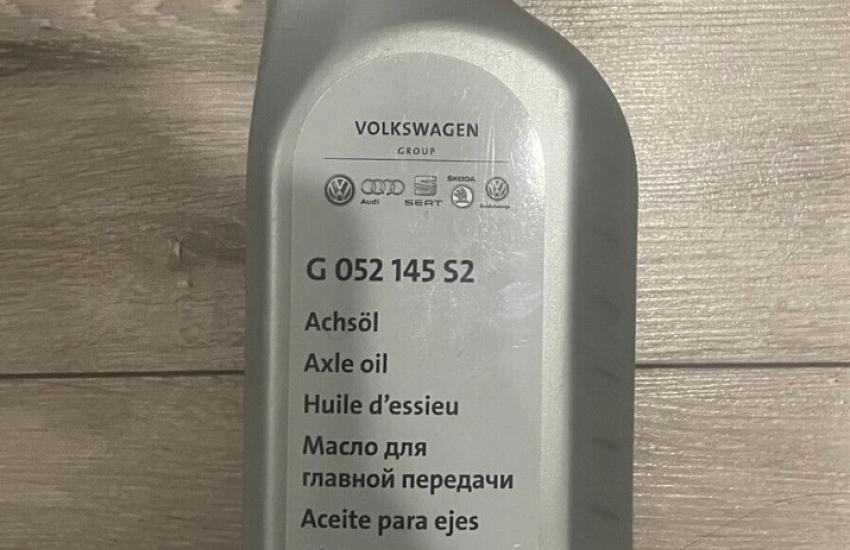 VOLKSWAGEN
GROUP
Audi SEAT ŠKODA
G 052 145 S2
Achsöl
Axle oil
Huile d’essieu
Масло для
главной передачи
Aceite para ejes